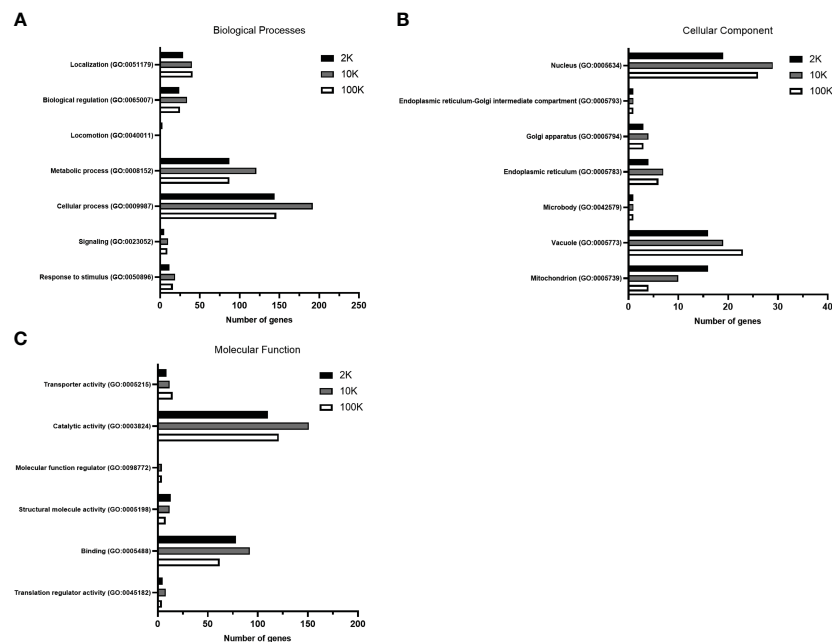 A
Biological Processes
2K
10K
100K
Localization (GO:0051179)
Biological regulation (GO:0065007)
Locomotion (GO:0040011)
Metabolic process (GO:0008152)
Cellular process (GO:0009987)
Signaling (GO:0023052)
Response to stimulus (GO:0050896)
0 50 100 150 200 250
Number of genes
B
Cellular Component
2K
10K
100K
Nucleus (GO:0005634)
Endoplasmic reticulum-Golgi intermediate compartment (GO:0005793)
Golgi apparatus (GO:0005794)
Endoplasmic reticulum (GO:0005783)
Microbody (GO:0042579)
Vacuole (GO:0005773)
Mitochondrion (GO:0005739)
0 10 20 30 40
Number of genes
C
Molecular Function
2K
10K
100K
Transporter activity (GO:0005215)
Catalytic activity (GO:0003824)
Molecular function regulator (GO:0098772)
Structural molecule activity (GO:0005198)
Binding (GO:0005488)
Translation regulator activity (GO:0045182)
0 50 100 150 200
Number of genes